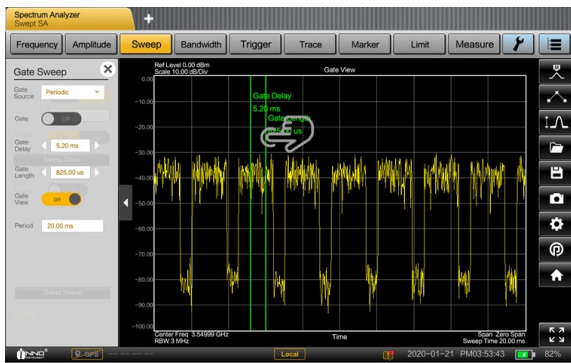 Spectrum Analyzer
Swept SA
Frequency Amplitude Sweep Bandwidth Trigger Trace Marker Limit Measure
Gate Sweep
Ref Level 0.00 dBm
Scale 10.00 dB/Div
Gate View
Gate Source Periodic
Gate Off
Gate Delay 5.20 ms
Gate Length 825.00 us
Gate View on
Period 20.00 ms
0.00
-10.00
-20.00
-30.00
-40.00
-50.00
-60.00
-70.00
-80.00
-90.00
-100.00
Gate Delay
5.20 ms
Center Freq 3.54999 GHz
RBW 3 MHz
Time
Span Zero Span
Sweep Time 20.00 ms
INNO
INSTRUMENT
GPS
Local
2020-01-21 PM03:53:43
82%